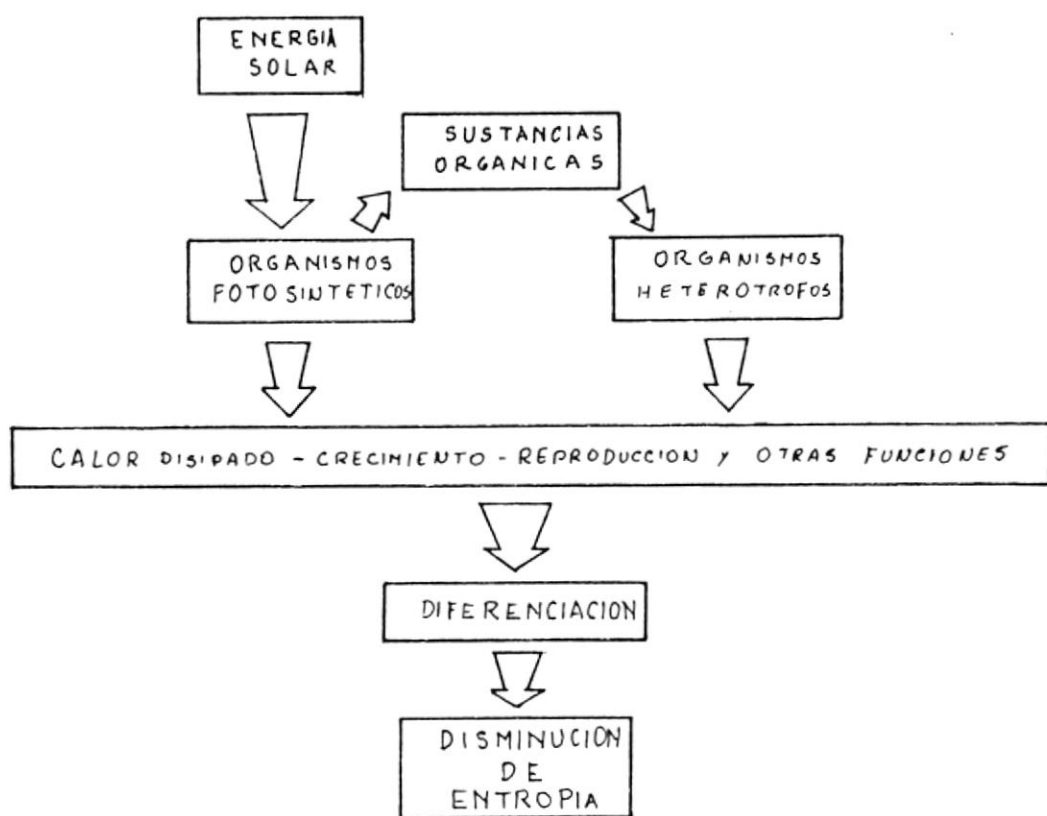 ENERGIA
SOLAR
SUSTANCIAS
ORGANICAS
ORGANISMOS
FOTOSINTETICOS
ORGANISMOS
HETEROTROFOS
CALOR DISIPADO - CRECIMIENTO - REPRODUCCION y OTRAS FUNCIONES
DIFERENCIACION
DISMINUCION
DE
ENTROPIA